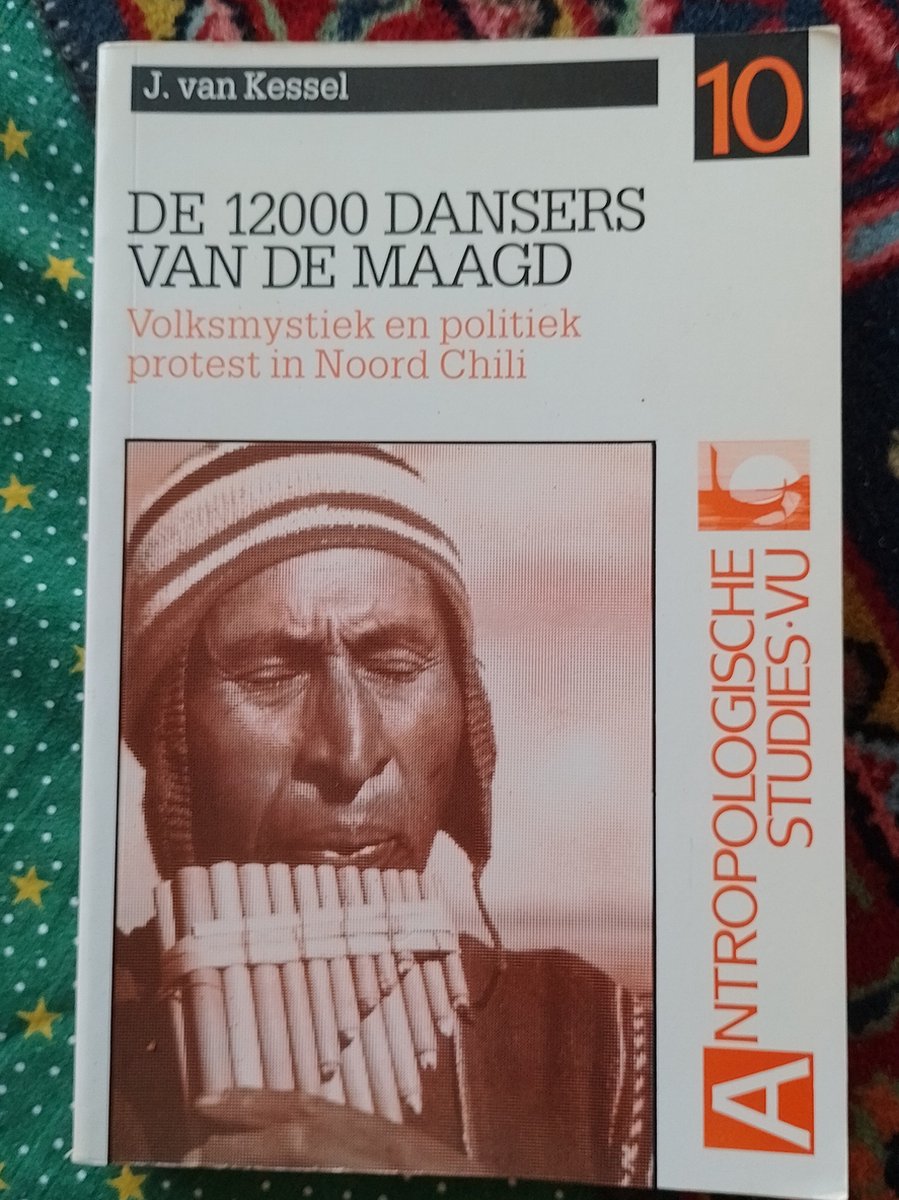 J. van Kessel
10
DE 12000 DANSERS
VAN DE MAAGD
Volksmystiek en politiek
protest in Noord Chili
ANTROPOLOGISCHE
STUDIES·VU